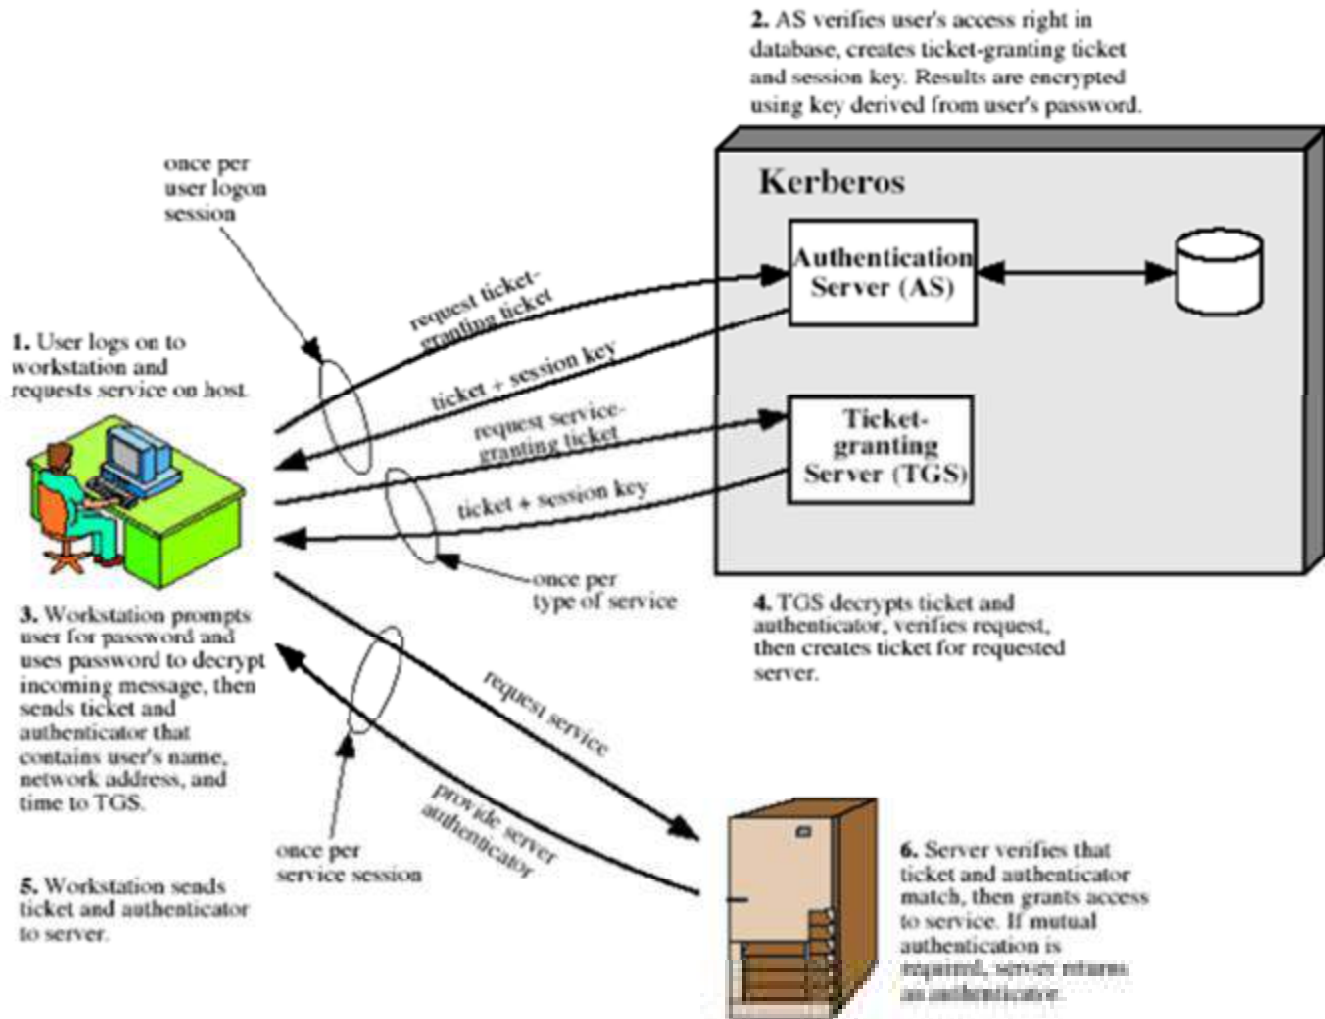 2. AS verifies user's access right in
database, creates ticket-granting ticket
and session key. Results are encrypted
using key derived from user's password.
once per
user logon
session
Kerberos
Authentication
Server (AS)
request ticket-
granting ticket
1. User logs on to
workstation and
requests service on host.
ticket + session key
request service-
granting ticket
Ticket-
granting
Server (TGS)
ticket + session key
once per
type of service
3. Workstation prompts
user for password and
uses password to decrypt
incoming message, then
sends ticket and
authenticator that
contains user's name,
network address, and
time to TGS.
4. TGS decrypts ticket and
authenticator, verifies request,
then creates ticket for requested
server.
request service
provide server
authenticator
once per
service session
5. Workstation sends
ticket and authenticator
to server.
6. Server verifies that
ticket and authenticator
match, then grants access
to service. If mutual
authentication is
required, server returns
an authenticator.